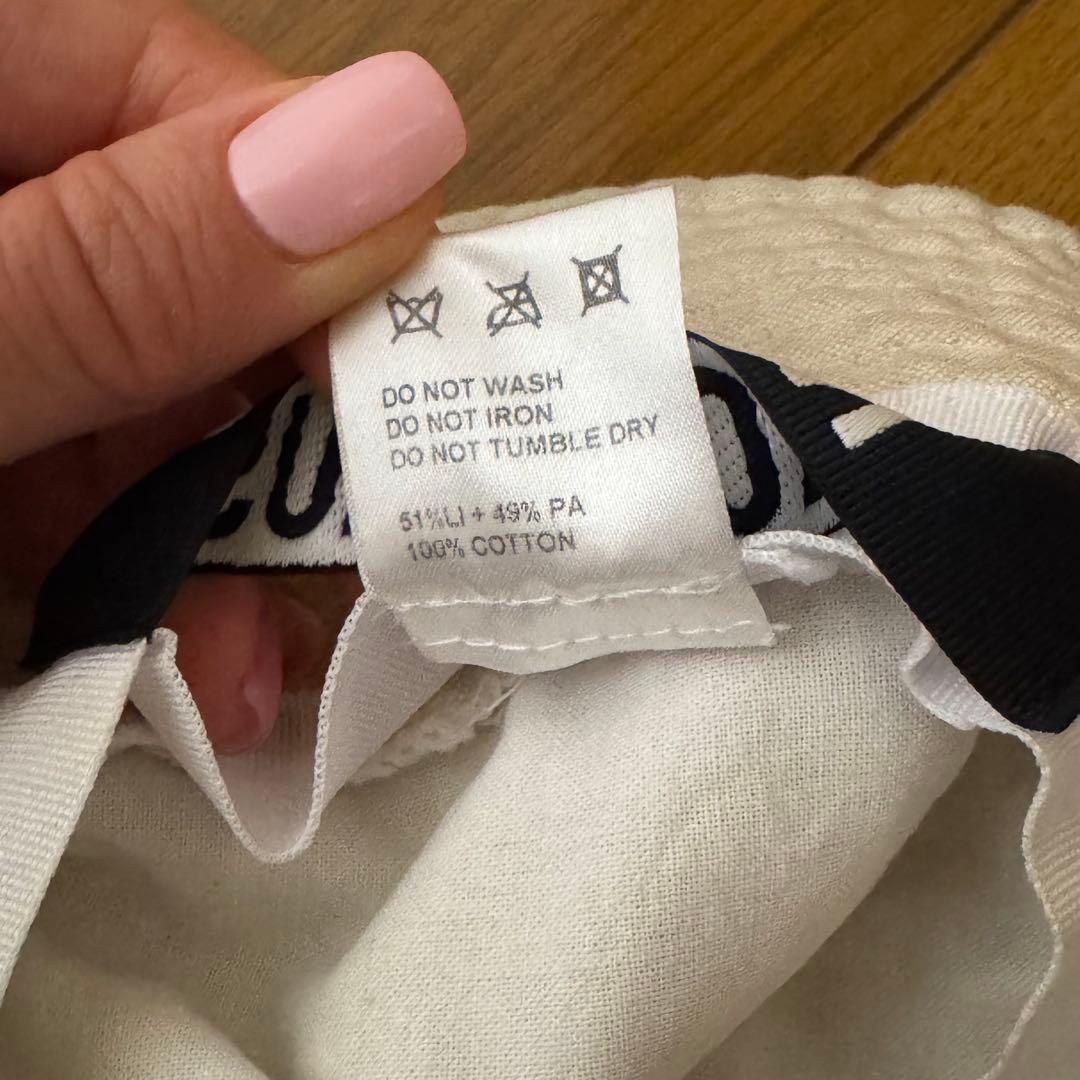 DO NOT WASH
DO NOT IRON
DO NOT TUMBLE DRY
51%LI + 49% PA
100% COTTON